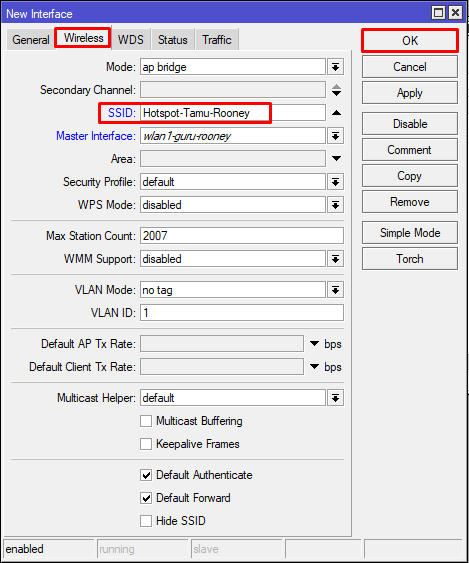 New Interface
General Wireless WDS Status Traffic
OK
Mode: ap bridge
Cancel
Secondary Channel:
Apply
SSID: Hotspot-Tamu-Rooney
Master Interface: wlan1-guru-rooney
Disable
Area:
Comment
Security Profile: default
Copy
WPS Mode: disabled
Remove
Max Station Count: 2007
Simple Mode
WMM Support: disabled
Torch
VLAN Mode: no tag
VLAN ID: 1
Default AP Tx Rate: bps
Default Client Tx Rate: bps
Multicast Helper: default
Multicast Buffering
Keepalive Frames
Default Authenticate
Default Forward
Hide SSID
enabled running slave